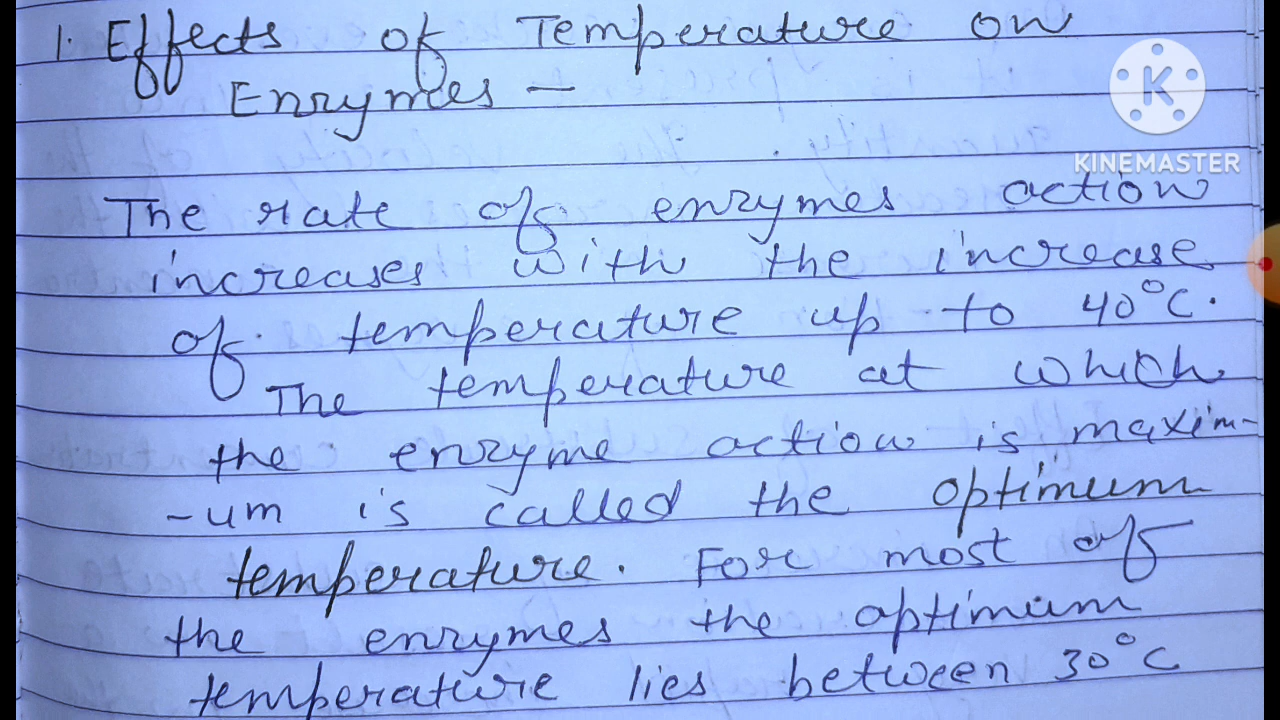 1. Effects of Temperature on
Enzymes -
K
KINEMASTER
The rate of enzymes action
increases with the increase
of temperature up to 40°C.
The temperature at which
the enzyme action is maxim-
-um is called the optimum
temperature. For most of
the enzymes the optimum
temperature lies between 30°C